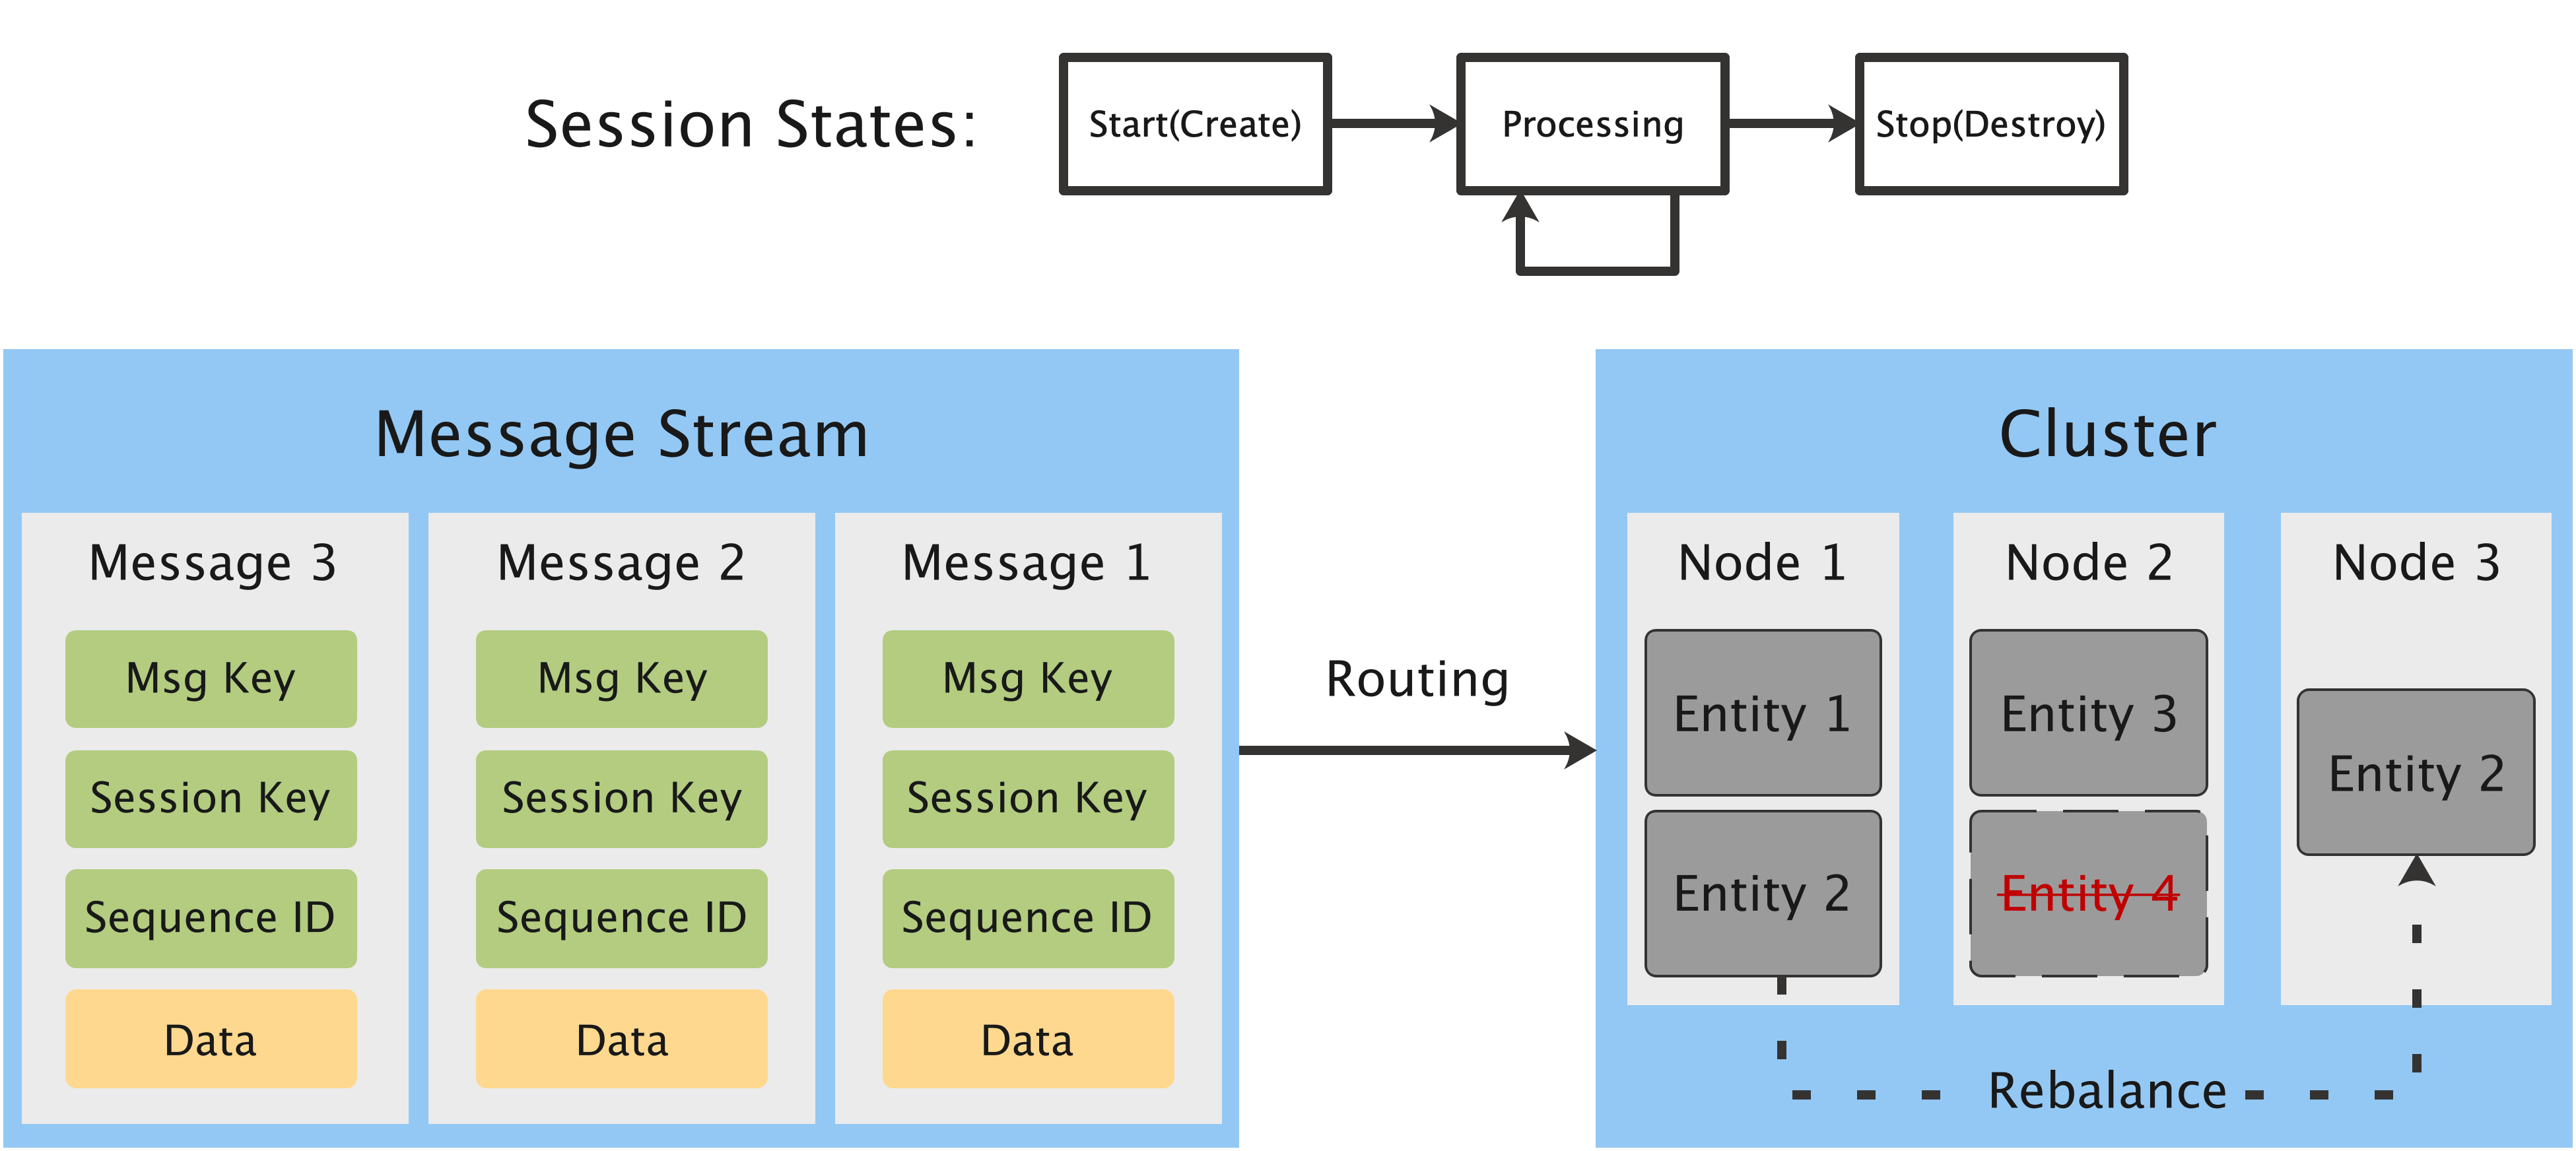 Session States:
Start(Create)
Processing
Stop(Destroy)
Message Stream
Message 3
Msg Key
Session Key
Sequence ID
Data
Message 2
Msg Key
Session Key
Sequence ID
Data
Message 1
Msg Key
Session Key
Sequence ID
Data
Routing
Cluster
Node 1
Entity 1
Entity 2
Node 2
Entity 3
Entity 4
Node 3
Entity 2
Rebalance